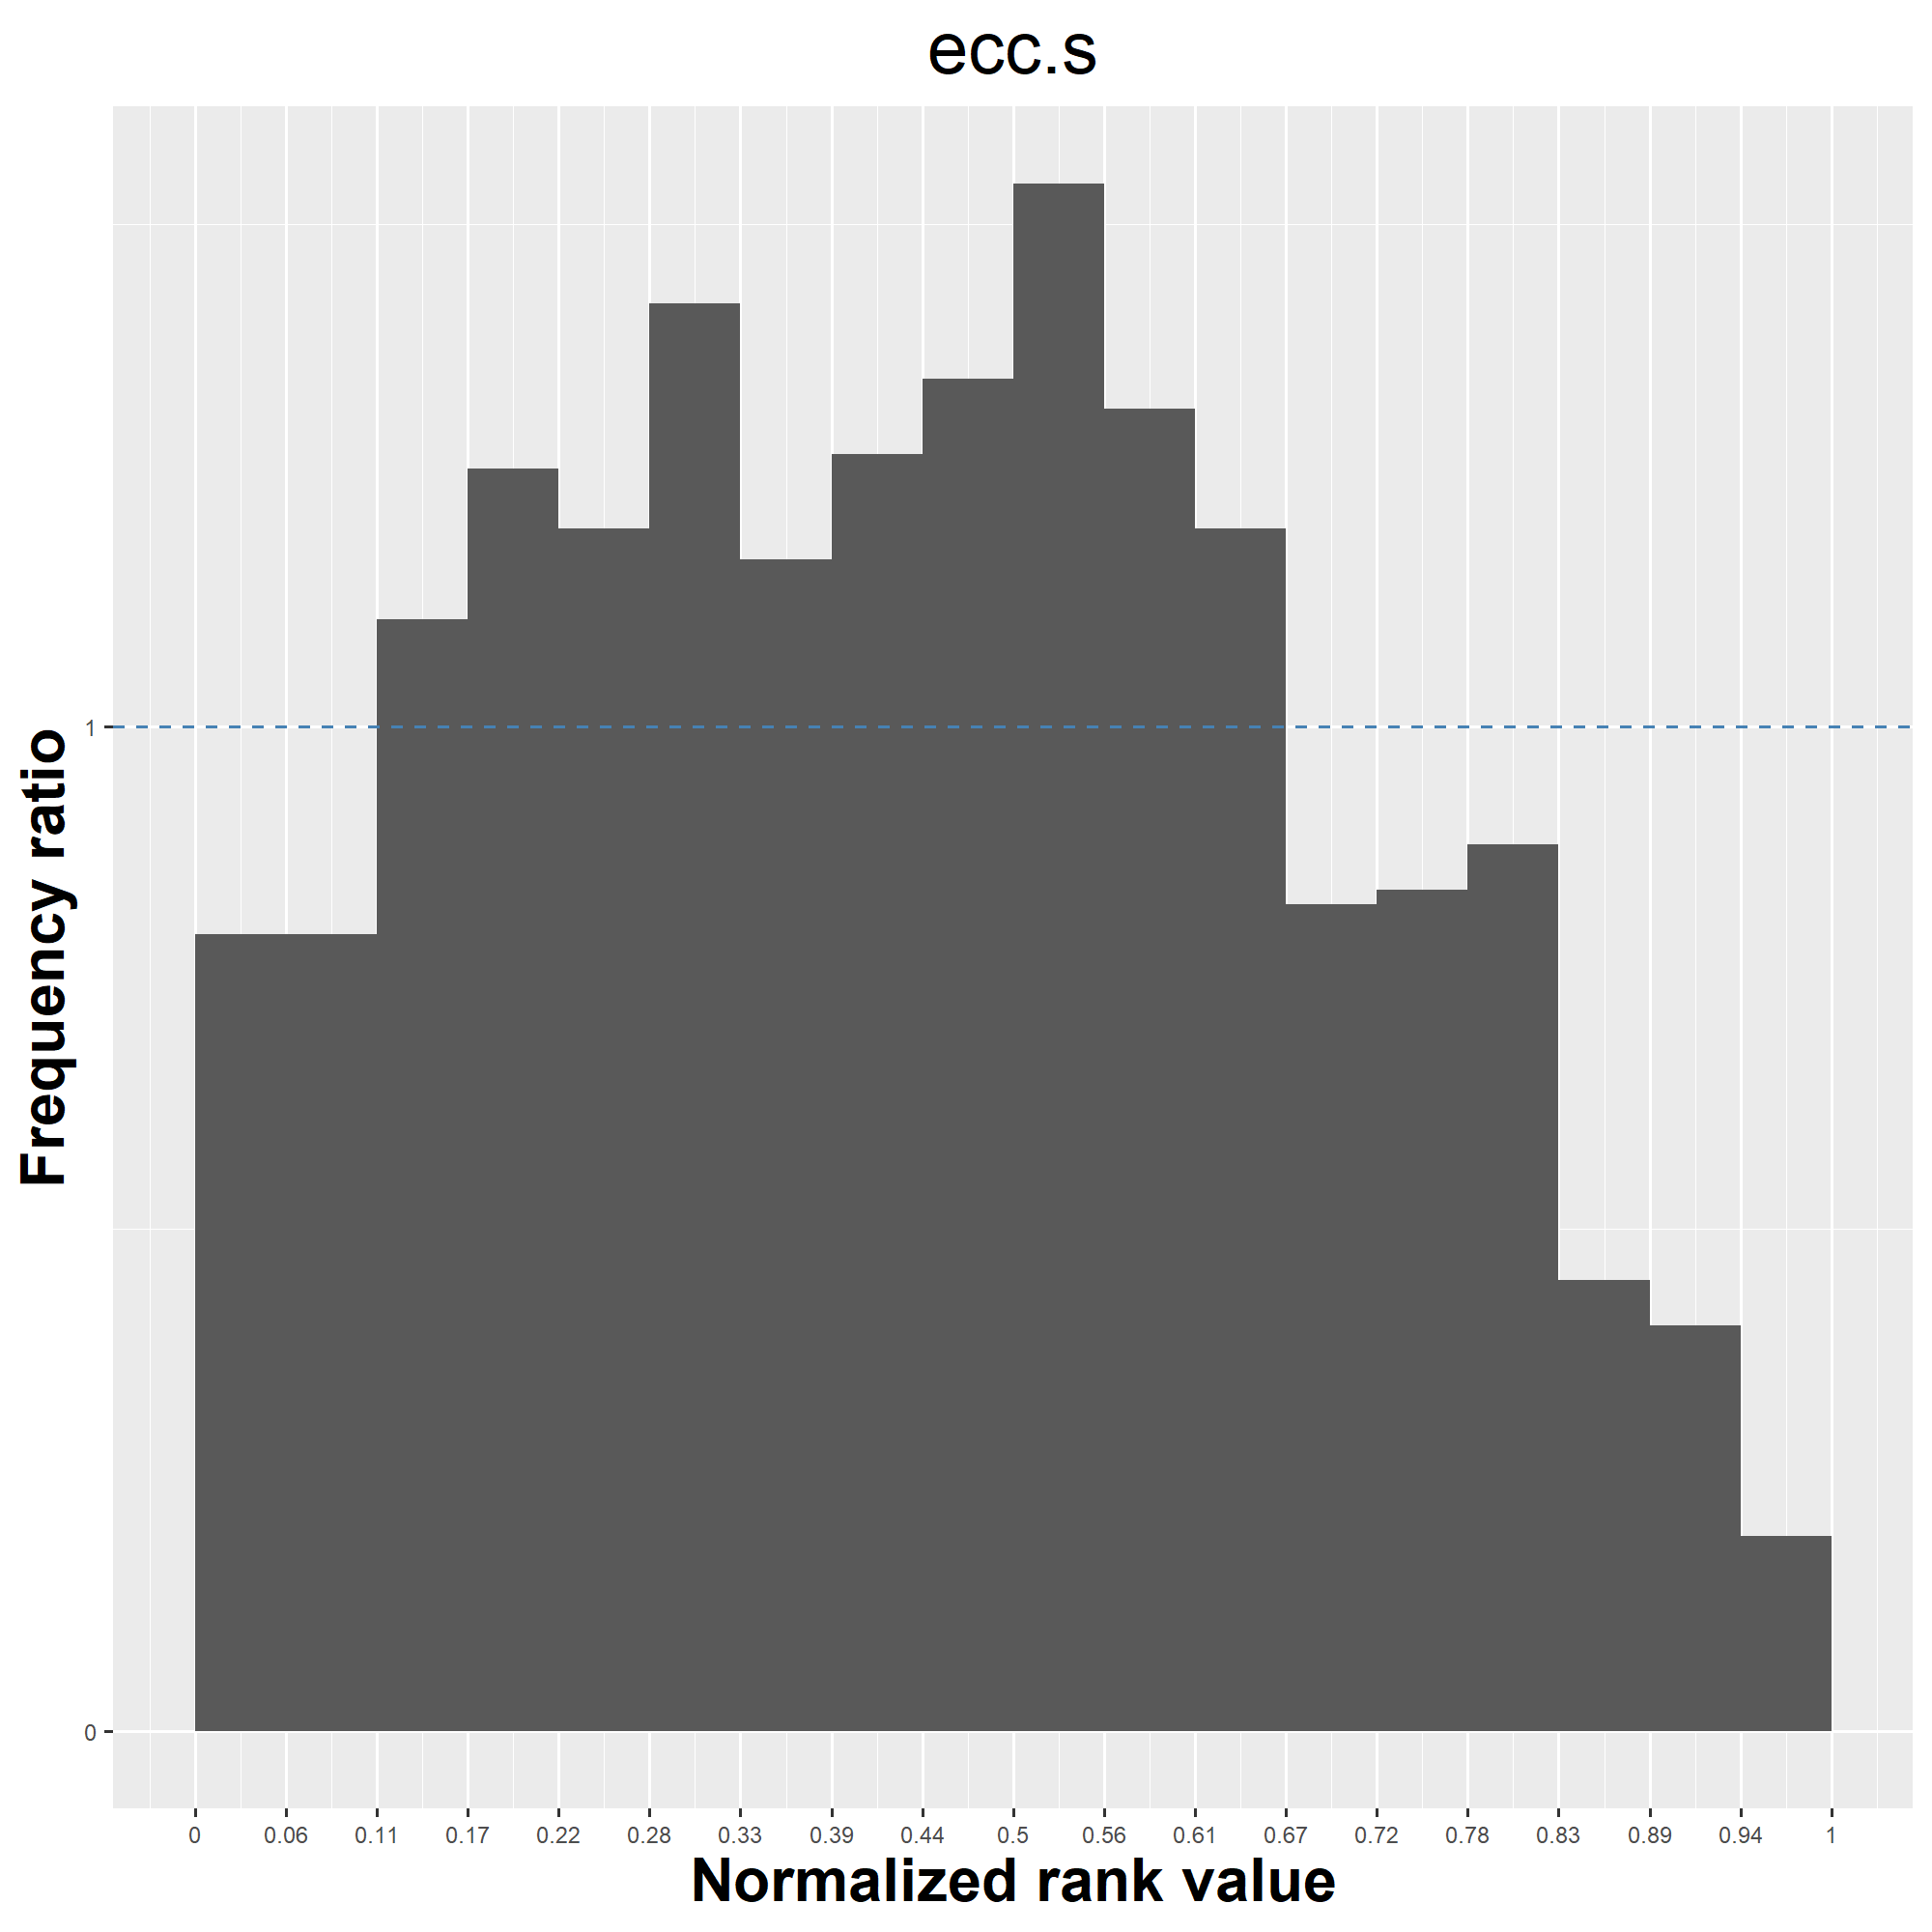 ecc.s
Frequency ratio
1
0
0 0.06 0.11 0.17 0.22 0.28 0.33 0.39 0.44 0.5 0.56 0.61 0.67 0.72 0.78 0.83 0.89 0.94 1
Normalized rank value